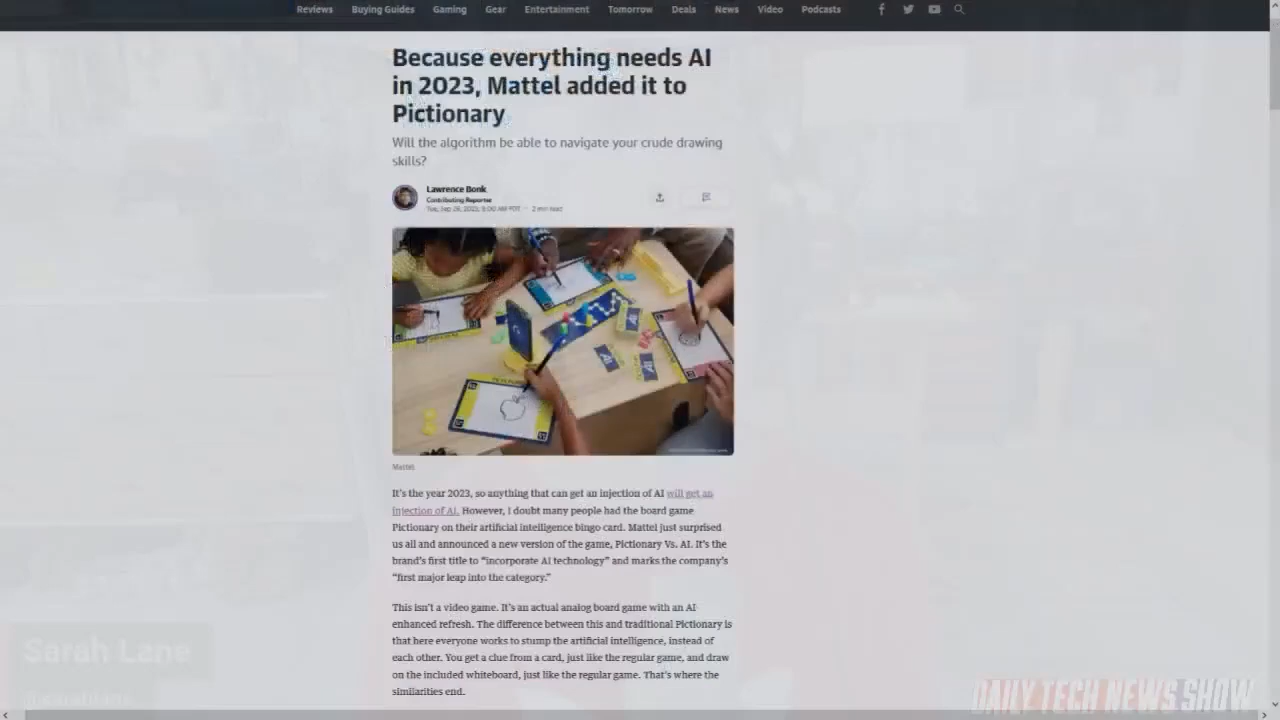 Reviews Buying Guides Gaming Gear Entertainment Tomorrow Deals News Video Podcasts
Because everything needs AI
in 2023, Mattel added it to
Pictionary
Will the algorithm be able to navigate your crude drawing
skills?
Lawrence Bonk
Contributing Reporter
2 min read
Mattel
It's the year 2023, so anything that can get an injection of AI will get an
injection of AI. However, I doubt many people had the board game
Pictionary on their artificial intelligence bingo card. Mattel just surprised
us all and announced a new version of the game, Pictionary Vs. AI. It's the
brand's first title to "incorporate AI technology" and marks the company's
"first major leap into the category."
This isn't a video game. It's an actual analog board game with an AI
enhanced refresh. The difference between this and traditional Pictionary is
that here everyone works to stump the artificial intelligence, instead of
each other. You get a clue from a card, just like the regular game, and draw
on the included whiteboard, just like the regular game. That's where the
similarities end.
Sarah Lane
DAILY TECH NEWS SHOW